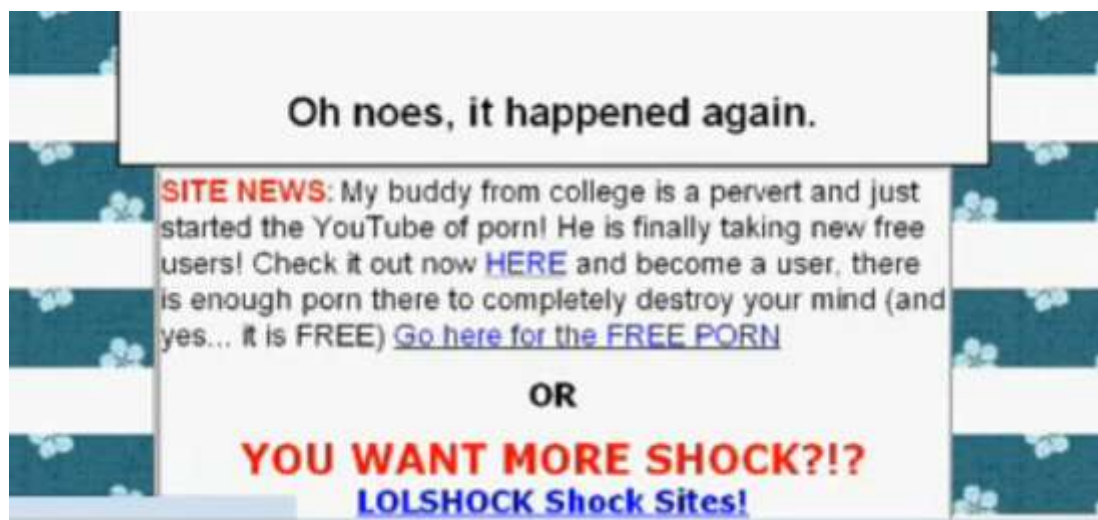 Oh noes, it happened again.
SITE NEWS: My buddy from college is a pervert and just
started the YouTube of porn! He is finally taking new free
users! Check it out now HERE and become a user, there
is enough porn there to completely destroy your mind (and
yes... it is FREE) Go here for the FREE PORN
OR
YOU WANT MORE SHOCK?!?
LOLSHOCK Shock Sites!